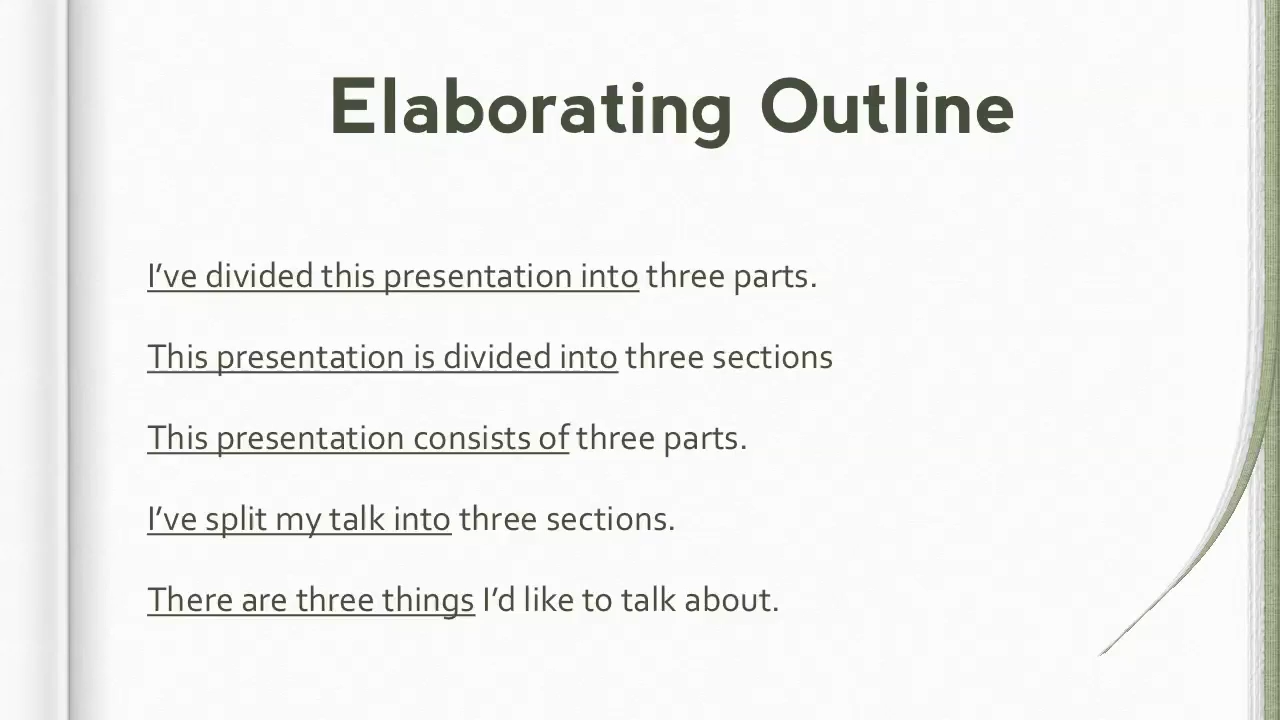 Elaborating Outline
I’ve divided this presentation into three parts.
This presentation is divided into three sections
This presentation consists of three parts.
I’ve split my talk into three sections.
There are three things I’d like to talk about.